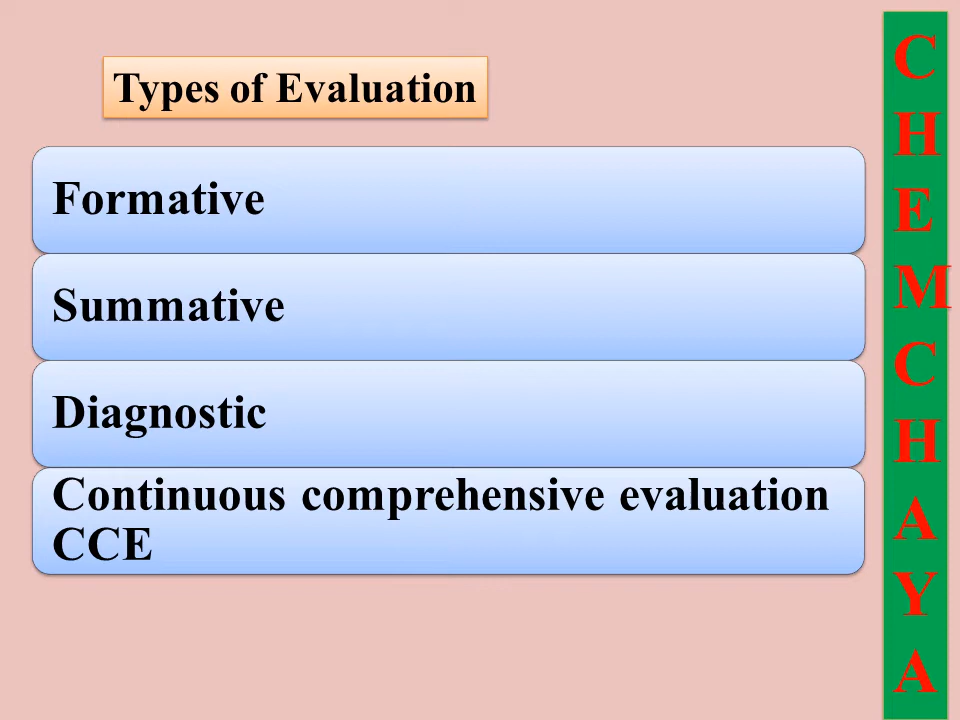 Types of Evaluation
Formative
Summative
Diagnostic
Continuous comprehensive evaluation
CCE
C
H
E
M
C
H
A
Y
A